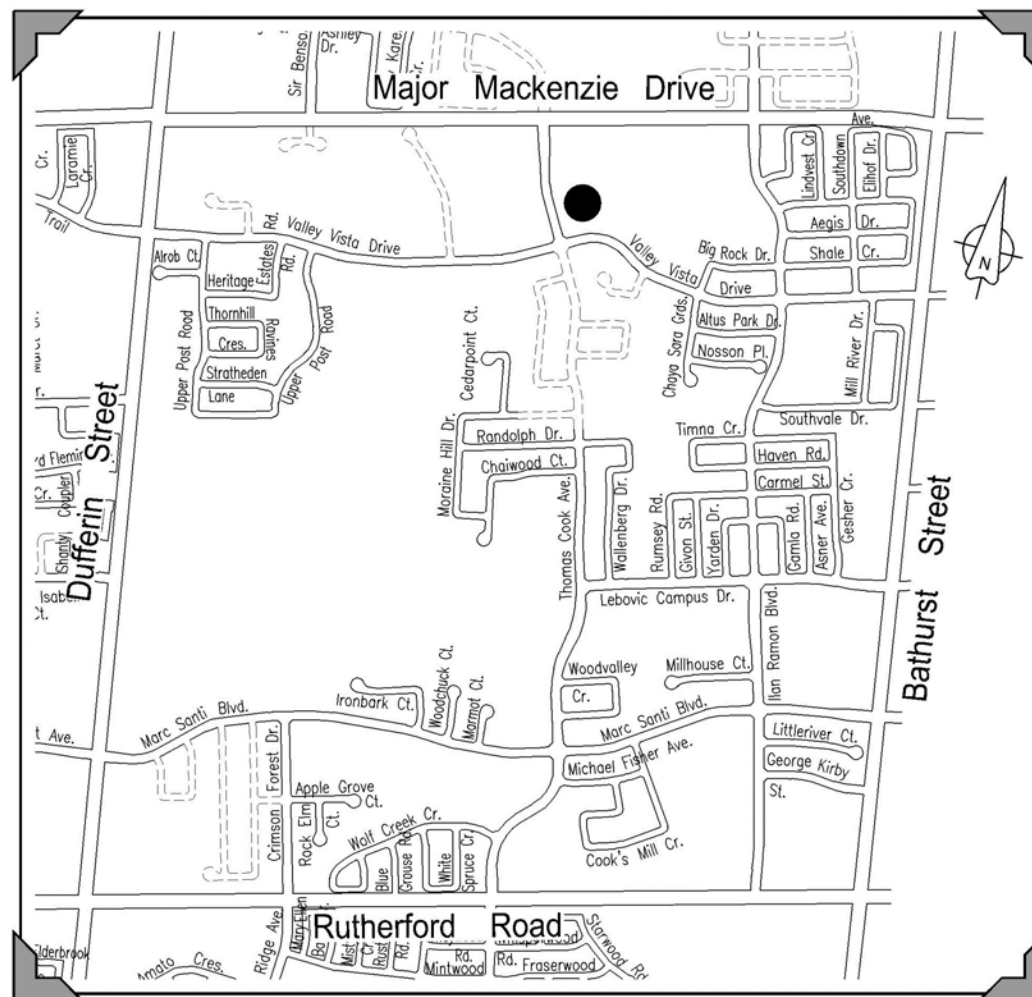 Ashley
Dr.
Sir Benson
Kare
Cr.
Major Mackenzie Drive
Ave.
Cr.
Laramie
Cr.
Trail
Lindvest Cr
Southdown
Elihof Dr.
Aegis Dr.
Shale Cr.
Rd.
Valley Vista Drive
Alrob Ct.
Estates
Rd.
Heritage
Valley Vista
Drive
Big Rock Dr.
N
Thornhill
Ravines
Cres.
Stratheden
Lane
Upper Post Road
Upper Post Road
Cedarpoint Ct.
Chaya Sara Grds.
Altus Park Dr.
Nosson Pl.
Mill River Dr.
Southvale Dr.
Dufferin Street
Cr.
Coupler
Shanty
Isabel
Ct.
Moraine Hill Dr.
Randolph Dr.
Chaiwood Ct.
Thomas Cook Ave.
Wallenberg Dr.
Timna Cr.
Haven Rd.
Carmel St.
Rumsey Rd.
Givon St.
Yarden Dr.
Gamla Rd.
Asner Ave.
Gesher Cr.
Lebovic Campus Dr.
Ilan Ramon Blvd.
Bathurst Street
Woodvalley
Cr.
Millhouse Ct.
Ironbark Ct.
Woodchuck Ct.
Marmot Ct.
Marc Santi Blvd.
t Ave.
Marc Santi Blvd.
Michael Fisher Ave.
Littleriver Ct.
George Kirby
St.
Crimson Forest Dr.
Apple Grove
Ct.
Rock Elm
Ct.
Wolf Creek Cr.
Blue
Grouse Rd.
White
Spruce Cr.
Cook's Mill Cr.
Rutherford Road
Ridge Ave.
Mary Ellen
Ba
Mist
Cr
Rust
Rd.
Rd.
Mintwood
Rd.
Fraserwood
Starwood Rd
Elderbrook
Amato Cres.